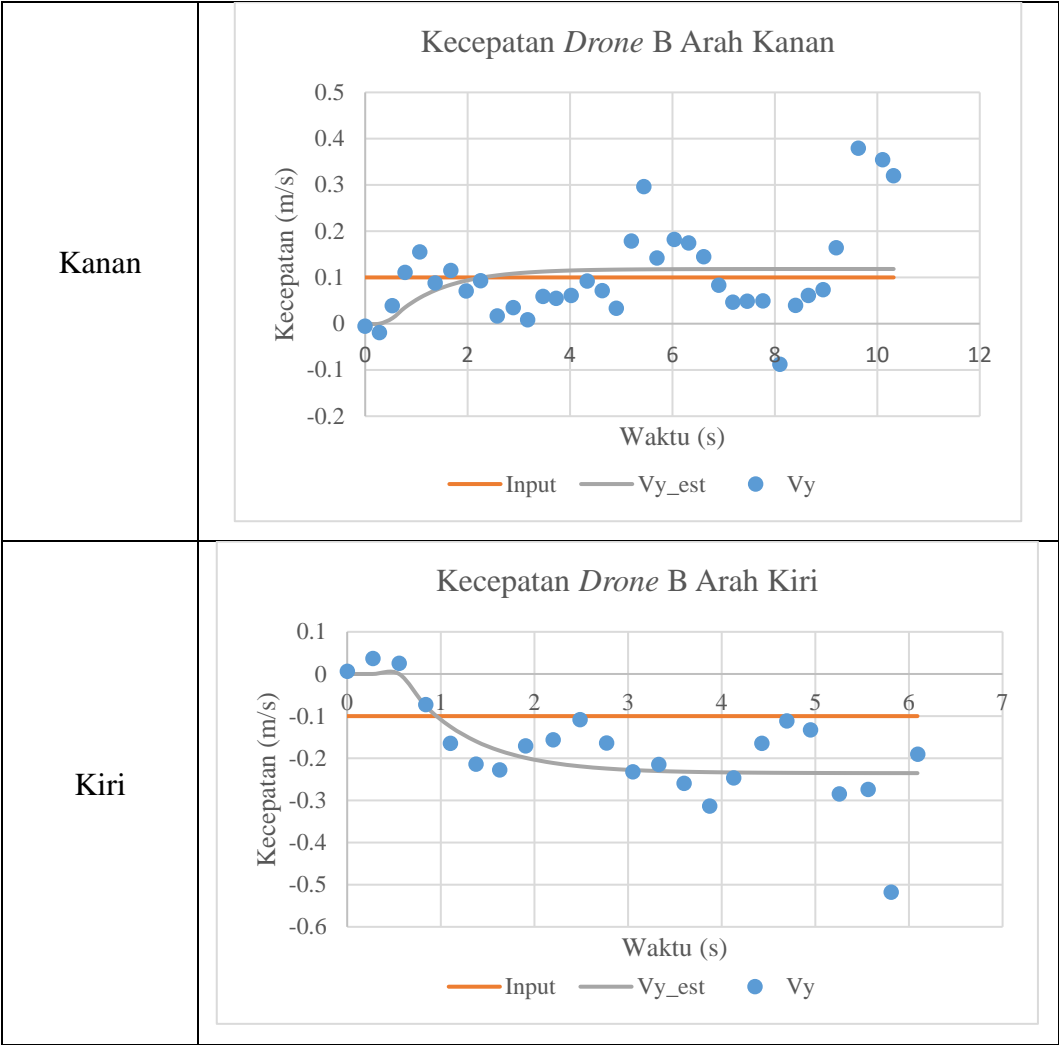 Kanan
Kecepatan Drone B Arah Kanan
Kecepatan (m/s)
0.5
0.4
0.3
0.2
0.1
0
-0.1
-0.2
0 2 4 6 8 10 12
Waktu (s)
Input Vy_est Vy
Kiri
Kecepatan Drone B Arah Kiri
Kecepatan (m/s)
0.1
0
-0.1
-0.2
-0.3
-0.4
-0.5
-0.6
0 1 2 3 4 5 6 7
Waktu (s)
Input Vy_est Vy